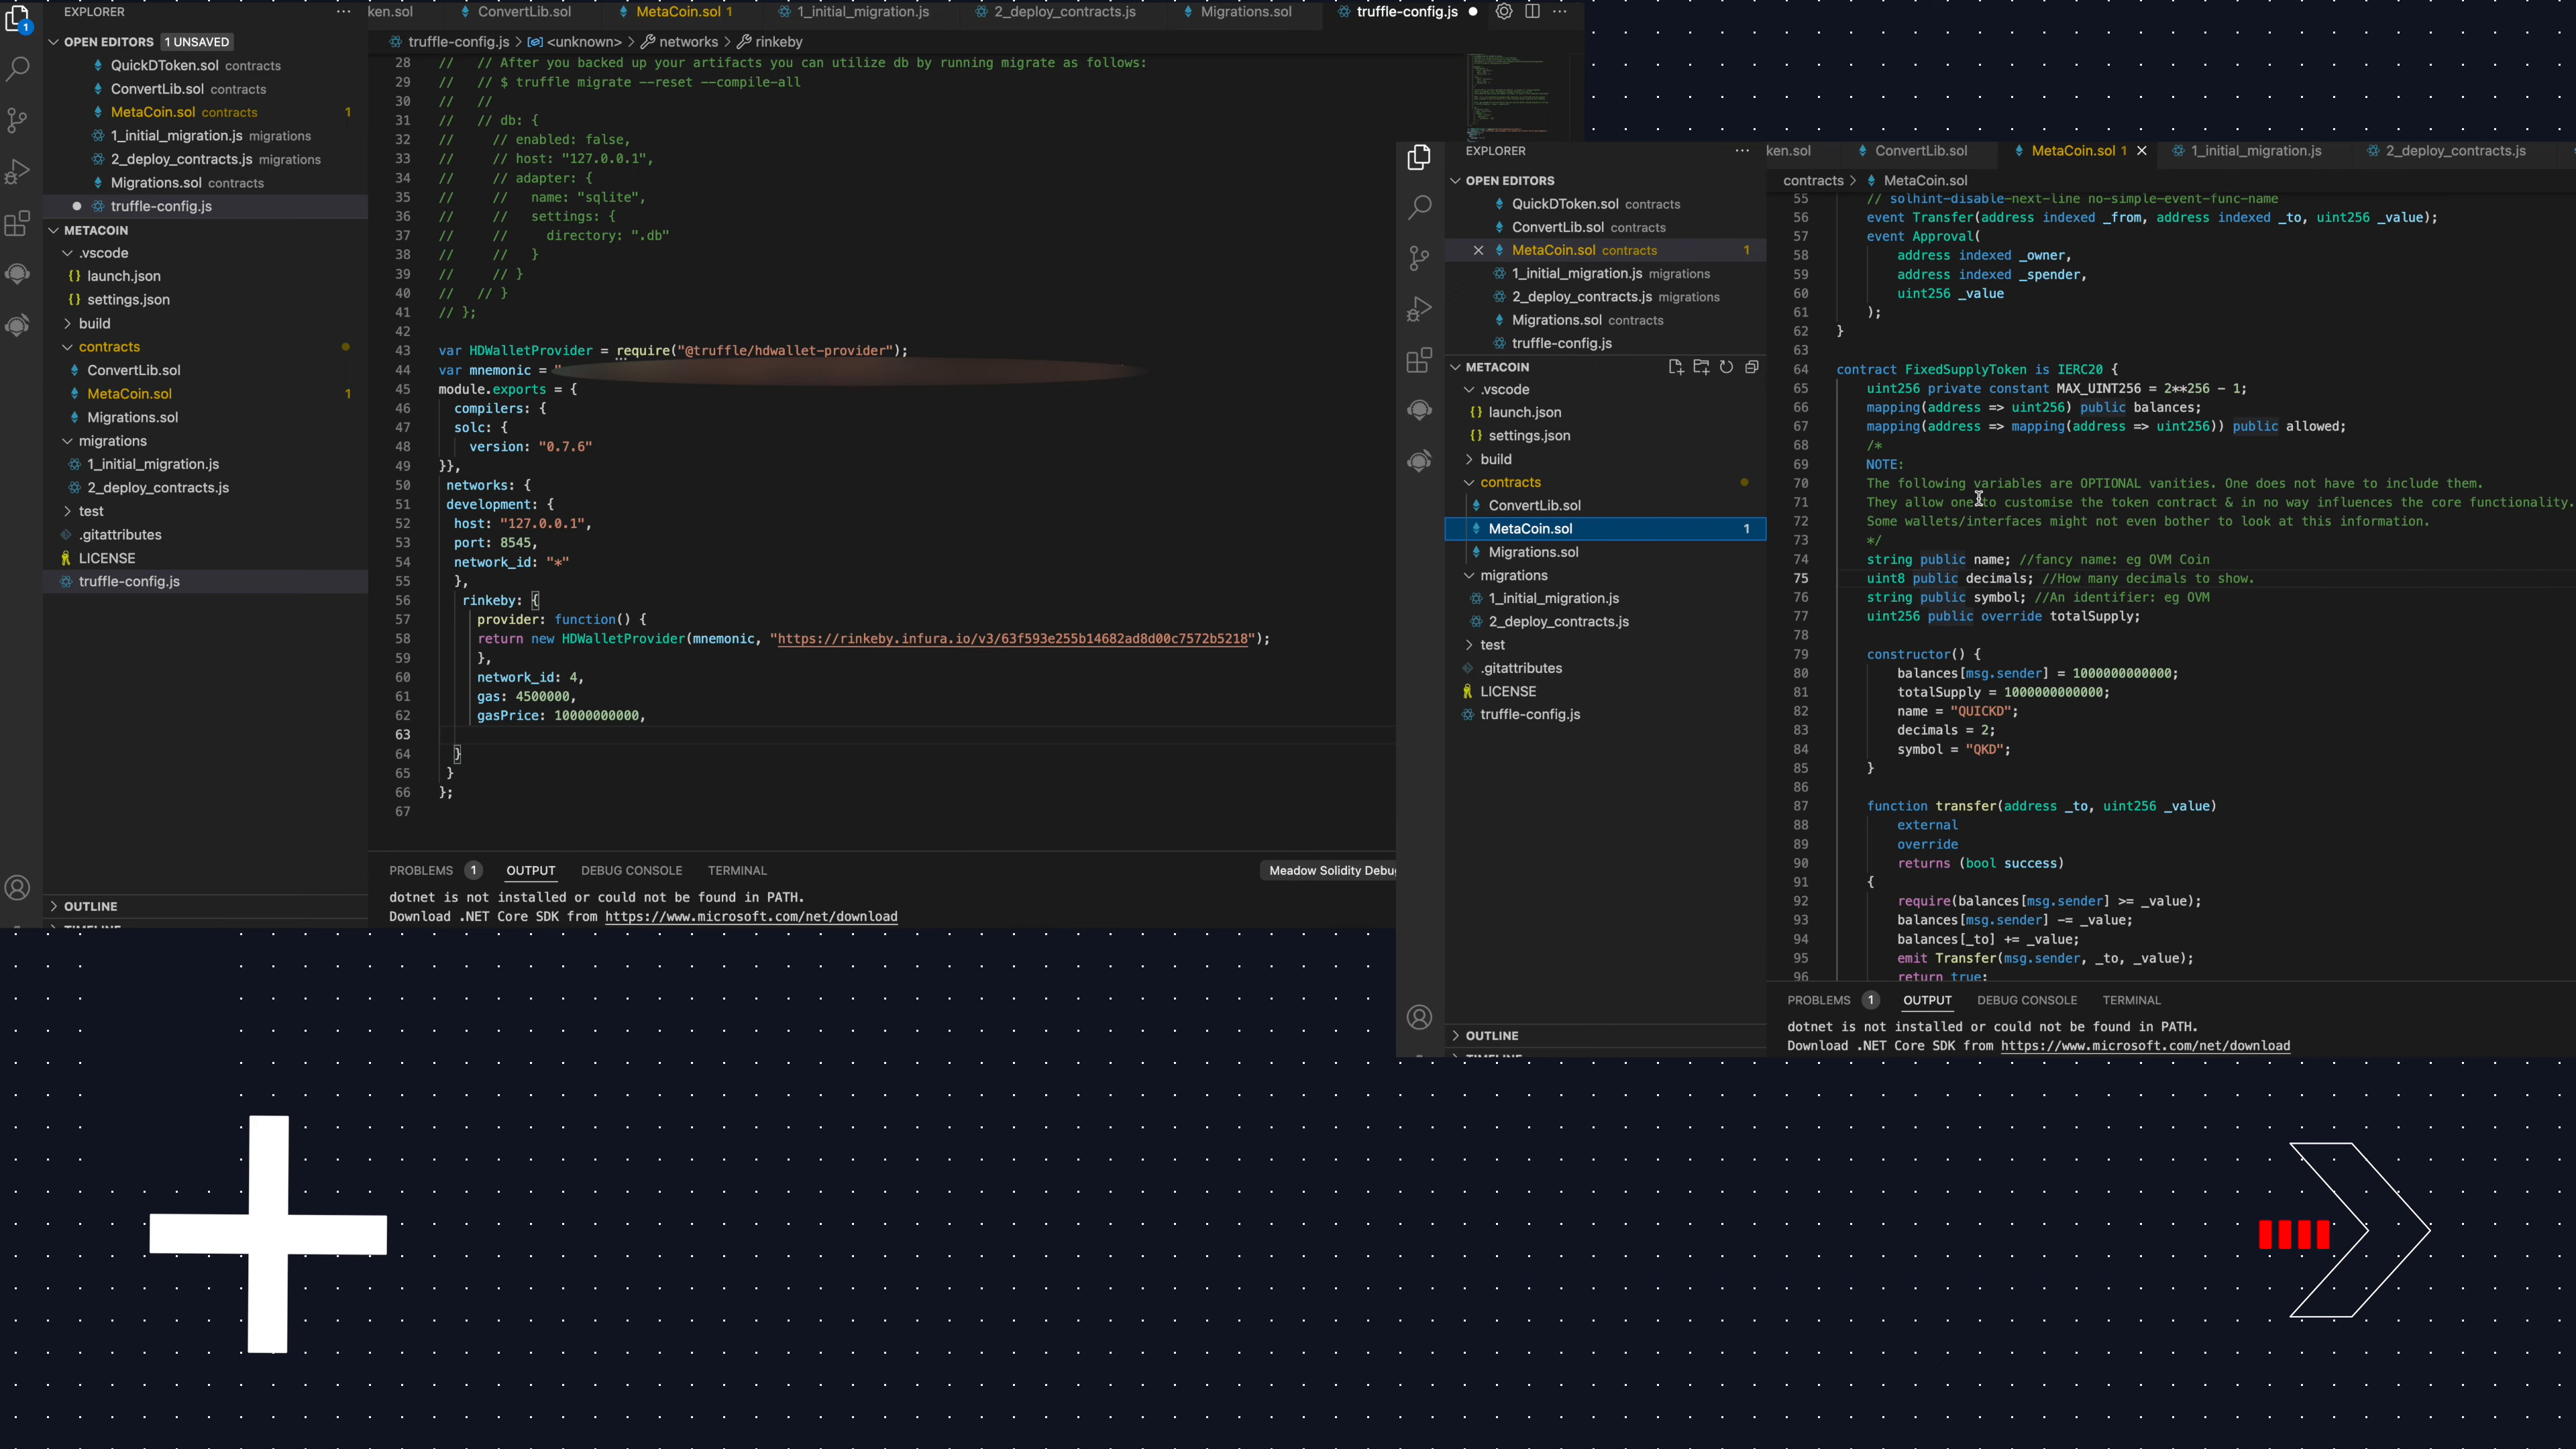 EXPLORER
OPEN EDITORS 1 UNSAVED
QuickDToken.sol contracts
ConvertLib.sol contracts
MetaCoin.sol contracts 1
1_initial_migration.js migrations
2_deploy_contracts.js migrations
Migrations.sol contracts
truffle-config.js
METACOIN
.vscode
{} launch.json
{} settings.json
build
contracts
ConvertLib.sol
MetaCoin.sol 1
Migrations.sol
migrations
1_initial_migration.js
2_deploy_contracts.js
test
.gitattributes
LICENSE
truffle-config.js
OUTLINE
1
ken.sol ConvertLib.sol MetaCoin.sol 1 1_initial_migration.js 2_deploy_contracts.js Migrations.sol truffle-config.js
truffle-config.js > <unknown> > networks > rinkeby
28 // // After you backed up your artifacts you can utilize db by running migrate as follows:
29 // // $ truffle migrate --reset --compile-all
30 // //
31 // // db: {
32 // // enabled: false,
33 // // host: "127.0.0.1",
34 // // adapter: {
35 // // name: "sqlite",
36 // // settings: {
37 // // directory: ".db"
38 // // }
39 // // }
40 // // }
41 // };
42
43 var HDWalletProvider = require("@truffle/hdwallet-provider");
44 var mnemonic = "
45 module.exports = {
46 compilers: {
47 solc: {
48 version: "0.7.6"
49 }},
50 networks: {
51 development: {
52 host: "127.0.0.1",
53 port: 8545,
54 network_id: "*"
55 },
56 rinkeby: {
57 provider: function() {
58 return new HDWalletProvider(mnemonic, "https://rinkeby.infura.io/v3/63f593e255b14682ad8d00c7572b5218");
59 },
60 network_id: 4,
61 gas: 4500000,
62 gasPrice: 10000000000,
63
64 }
65 }
66 };
67
PROBLEMS 1 OUTPUT DEBUG CONSOLE TERMINAL Meadow Solidity Debug
dotnet is not installed or could not be found in PATH.
Download .NET Core SDK from https://www.microsoft.com/net/download
EXPLORER
OPEN EDITORS
QuickDToken.sol contracts
ConvertLib.sol contracts
MetaCoin.sol contracts 1
1_initial_migration.js migrations
2_deploy_contracts.js migrations
Migrations.sol contracts
truffle-config.js
METACOIN
.vscode
{} launch.json
{} settings.json
build
contracts
ConvertLib.sol
MetaCoin.sol 1
Migrations.sol
migrations
1_initial_migration.js
2_deploy_contracts.js
test
.gitattributes
LICENSE
truffle-config.js
OUTLINE
ken.sol ConvertLib.sol MetaCoin.sol 1 1_initial_migration.js 2_deploy_contracts.js
contracts > MetaCoin.sol
55 // solhint-disable-next-line no-simple-event-func-name
56 event Transfer(address indexed _from, address indexed _to, uint256 _value);
57 event Approval(
58 address indexed _owner,
59 address indexed _spender,
60 uint256 _value
61 );
62 }
63
64 contract FixedSupplyToken is IERC20 {
65 uint256 private constant MAX_UINT256 = 2**256 - 1;
66 mapping(address => uint256) public balances;
67 mapping(address => mapping(address => uint256)) public allowed;
68 /*
69 NOTE:
70 The following variables are OPTIONAL vanities. One does not have to include them.
71 They allow one to customise the token contract & in no way influences the core functionality.
72 Some wallets/interfaces might not even bother to look at this information.
73 */
74 string public name; //fancy name: eg OVM Coin
75 uint8 public decimals; //How many decimals to show.
76 string public symbol; //An identifier: eg OVM
77 uint256 public override totalSupply;
78
79 constructor() {
80 balances[msg.sender] = 1000000000000;
81 totalSupply = 1000000000000;
82 name = "QUICKD";
83 decimals = 2;
84 symbol = "QKD";
85 }
86
87 function transfer(address _to, uint256 _value)
88 external
89 override
90 returns (bool success)
91 {
92 require(balances[msg.sender] >= _value);
93 balances[msg.sender] -= _value;
94 balances[_to] += _value;
95 emit Transfer(msg.sender, _to, _value);
96 return true;
PROBLEMS 1 OUTPUT DEBUG CONSOLE TERMINAL
dotnet is not installed or could not be found in PATH.
Download .NET Core SDK from https://www.microsoft.com/net/download